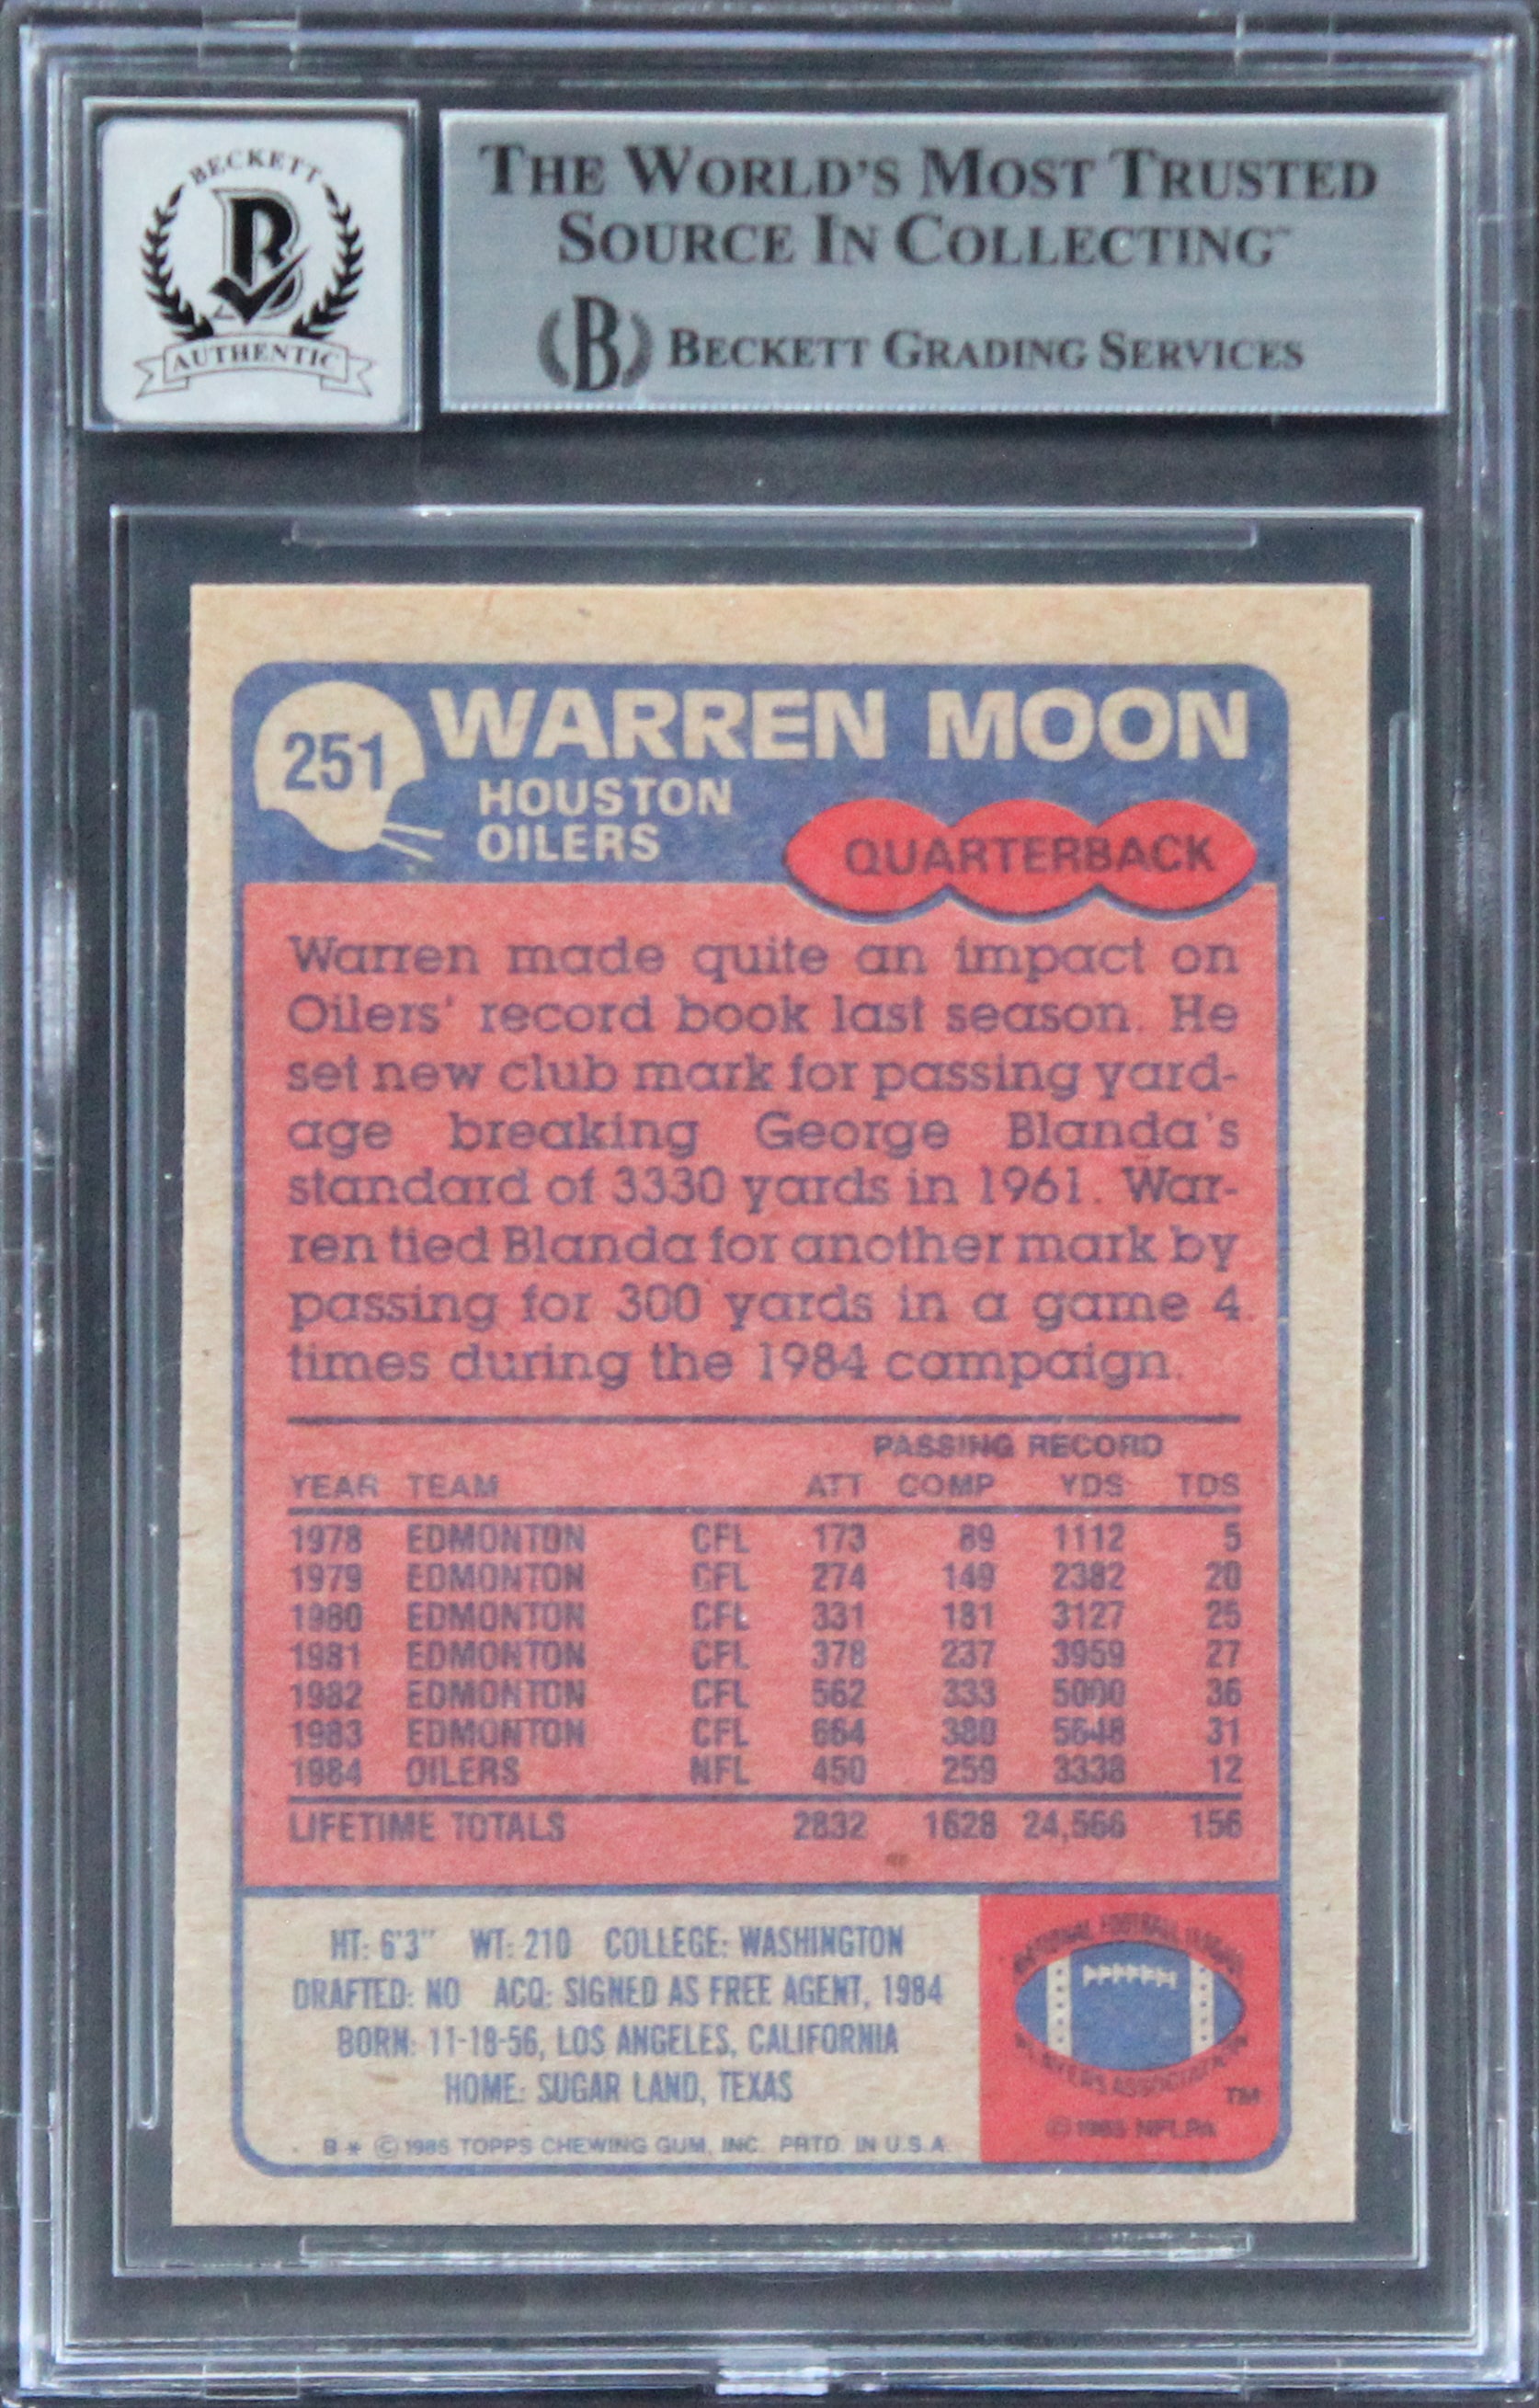 BECKETT
AUTHENTIC
THE WORLD'S MOST TRUSTED
SOURCE IN COLLECTING™
BECKETT GRADING SERVICES
251
WARREN MOON
HOUSTON
OILERS
QUARTERBACK
Warren made quite an impact on
Oilers' record book last season. He
set new club mark for passing yard-
age breaking George Blanda's
standard of 3330 yards in 1961. War-
ren tied Blanda for another mark by
passing for 300 yards in a game 4
times during the 1984 campaign.
PASSING RECORD
YEAR TEAM ATT COMP YDS TDS
1978 EDMONTON CFL 173 89 1112 5
1979 EDMONTON CFL 274 149 2382 20
1980 EDMONTON CFL 331 181 3127 25
1981 EDMONTON CFL 378 237 3959 27
1982 EDMONTON CFL 562 333 5000 36
1983 EDMONTON CFL 664 380 5648 31
1984 OILERS NFL 450 259 3338 12
LIFETIME TOTALS 2832 1628 24,566 156
HT: 6'3" WT: 210 COLLEGE: WASHINGTON
DRAFTED: NO ACQ: SIGNED AS FREE AGENT, 1984
BORN: 11-18-56, LOS ANGELES, CALIFORNIA
HOME: SUGAR LAND, TEXAS
B * © 1985 TOPPS CHEWING GUM, INC. PRTD. IN U.S.A.
NATIONAL FOOTBALL LEAGUE
PLAYERS ASSOCIATION
TM
© 1985 NFLPA